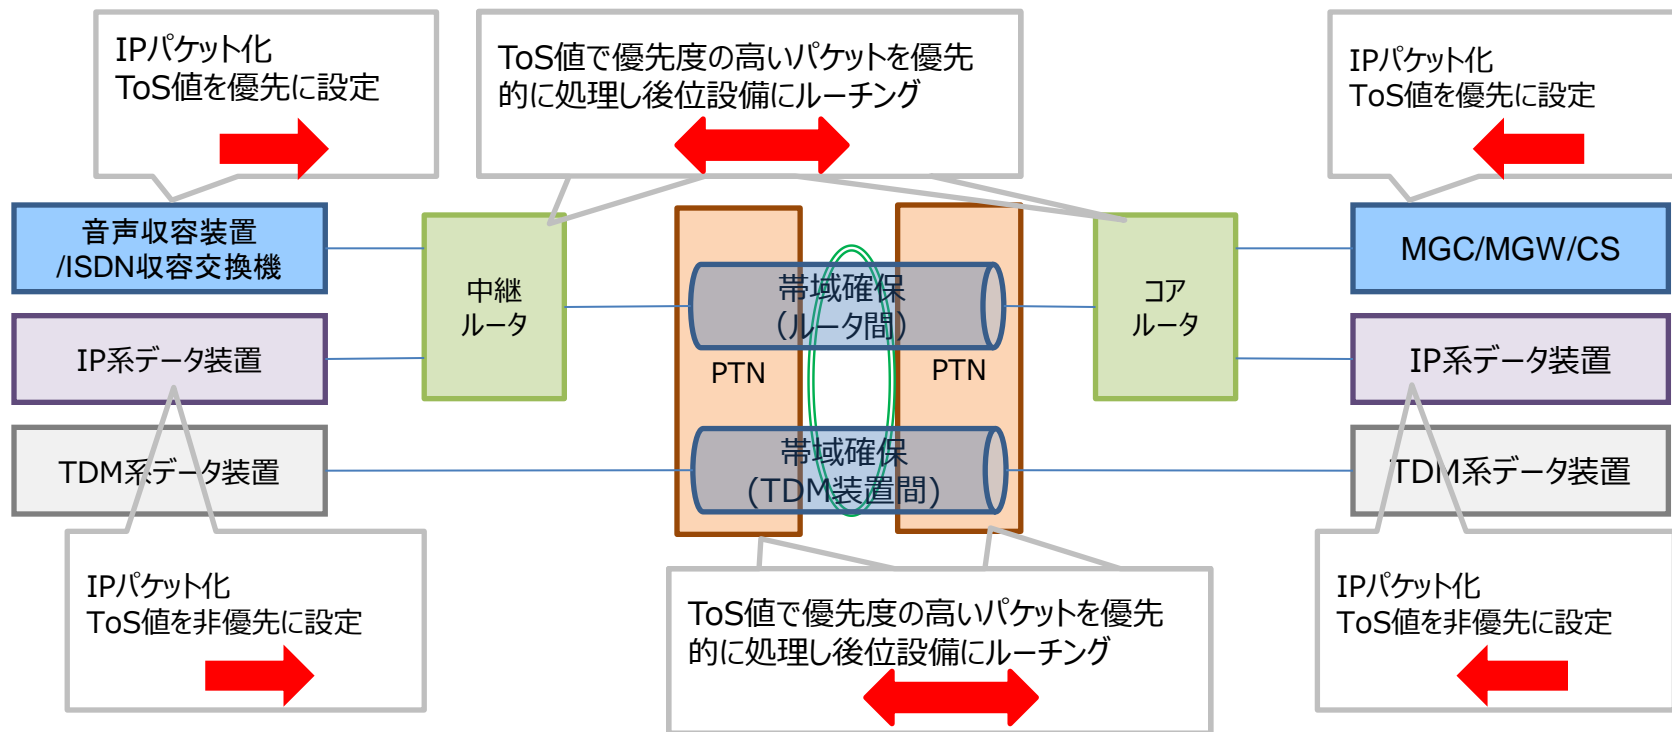 IPパケット化
ToS値を優先に設定
ToS値で優先度の高いパケットを優先
的に処理し後位設備にルーチング
IPパケット化
ToS値を優先に設定
音声収容装置
/ISDN収容交換機
中継
ルータ
帯域確保
（ルータ間）
コア
ルータ
MGC/MGW/CS
IP系データ装置
PTN
PTN
IP系データ装置
TDM系データ装置
帯域確保
(TDM装置間)
TDM系データ装置
IPパケット化
ToS値を非優先に設定
ToS値で優先度の高いパケットを優先
的に処理し後位設備にルーチング
IPパケット化
ToS値を非優先に設定